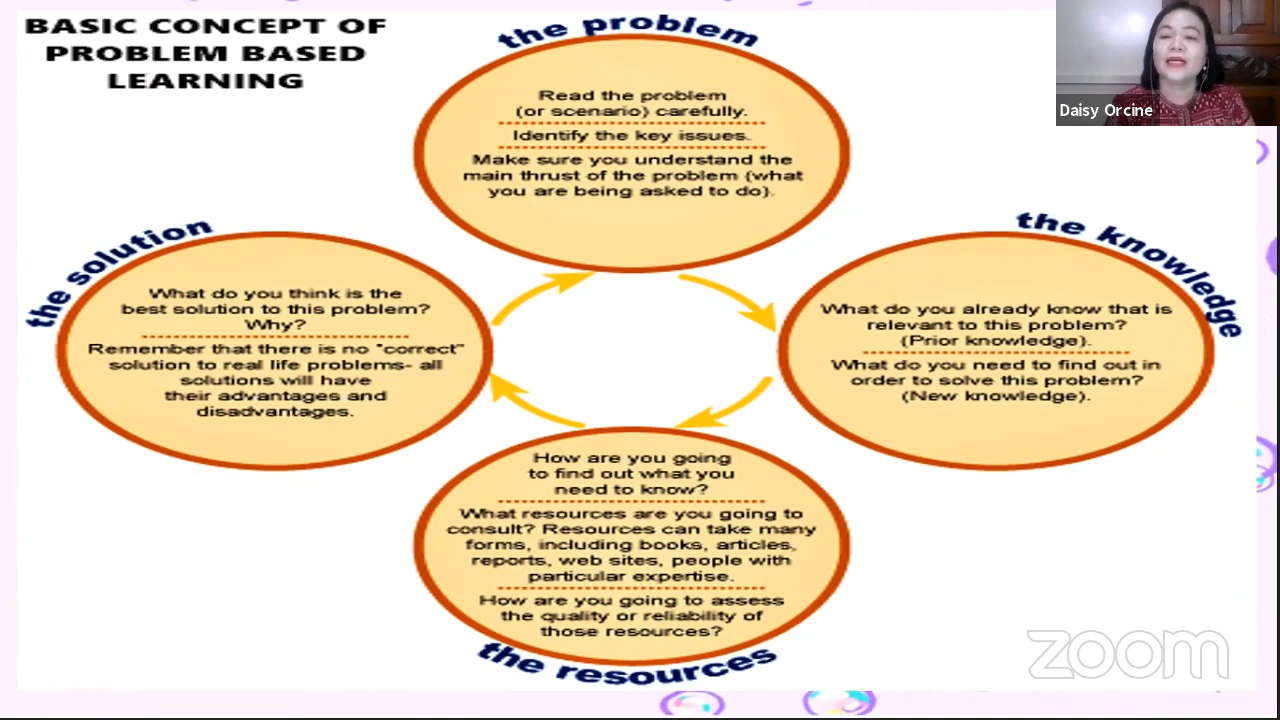 BASIC CONCEPT OF
PROBLEM BASED
LEARNING
the problem
Read the problem
(or scenario) carefully.
Identify the key issues.
Make sure you understand the
main thrust of the problem (what
you are being asked to do).
Daisy Orcine
the solution
What do you think is the
best solution to this problem?
Why?
Remember that there is no "correct"
solution to real life problems- all
solutions will have
their advantages and
disadvantages.
the knowledge
What do you already know that is
relevant to this problem?
(Prior knowledge).
What do you need to find out in
order to solve this problem?
(New knowledge).
How are you going
to find out what you
need to know?
What resources are you going to
consult? Resources can take many
forms, including books, articles,
reports, web sites, people with
particular expertise.
How are you going to assess
the quality or reliability of
those resources?
the resources
zoom